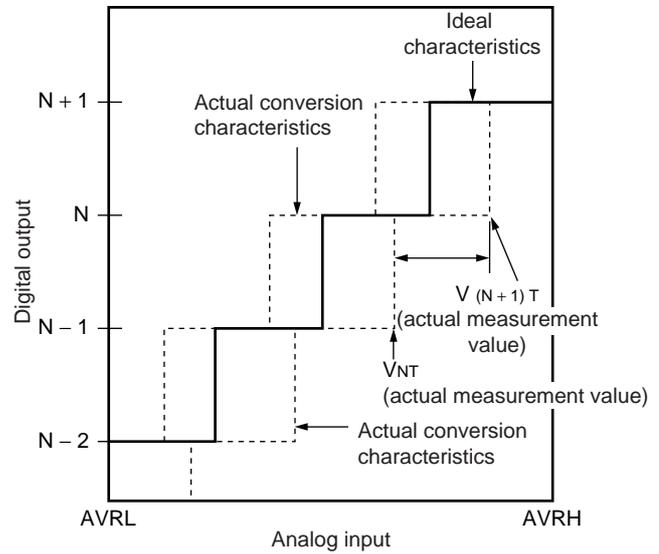 Ideal
characteristics
N + 1
Actual conversion
characteristics
N
Digital output
V (N + 1) T
(actual measurement
value)
N – 1
VNT
(actual measurement value)
Actual conversion
characteristics
N – 2
AVRL
AVRH
Analog input